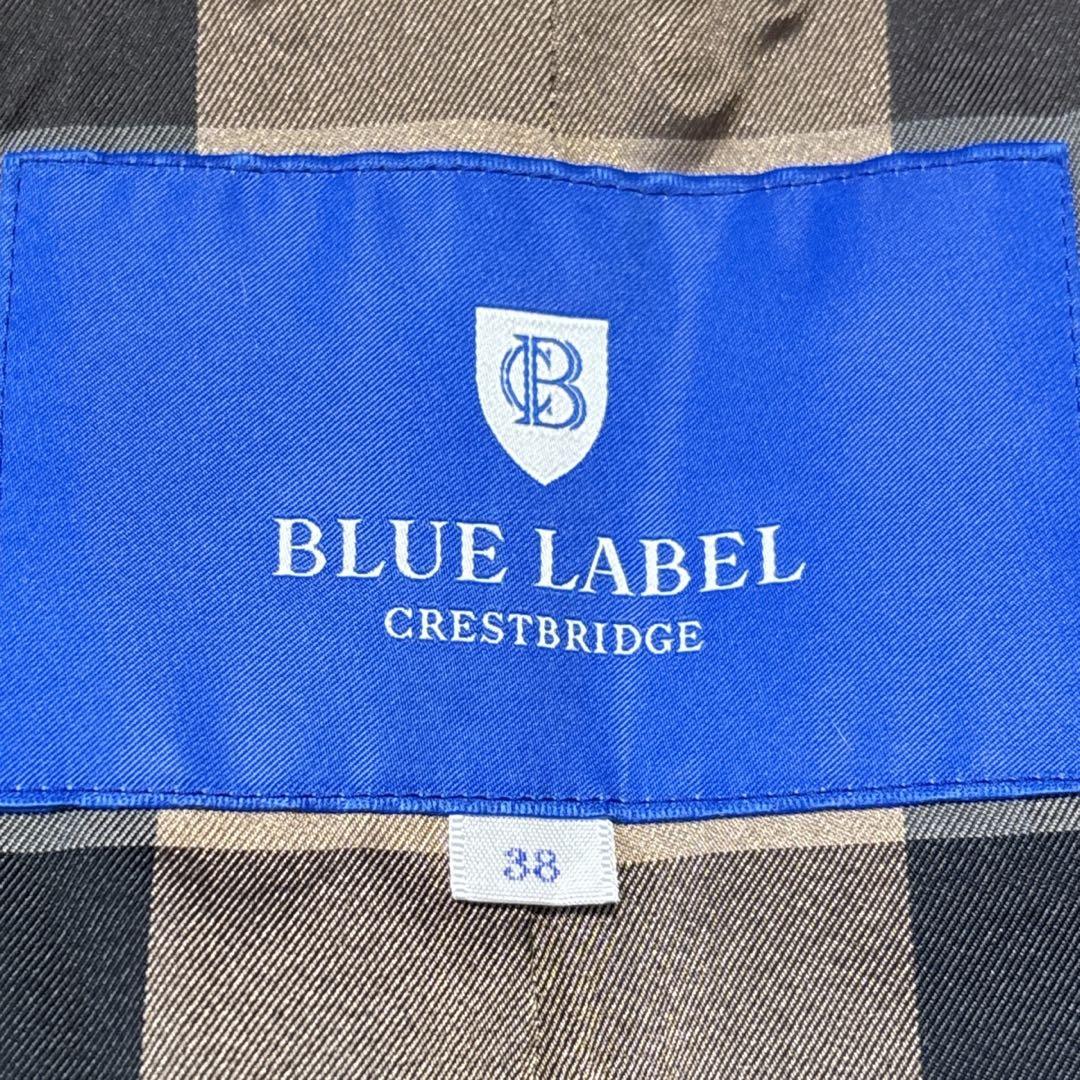 CB
BLUE LABEL
CRESTBRIDGE
38